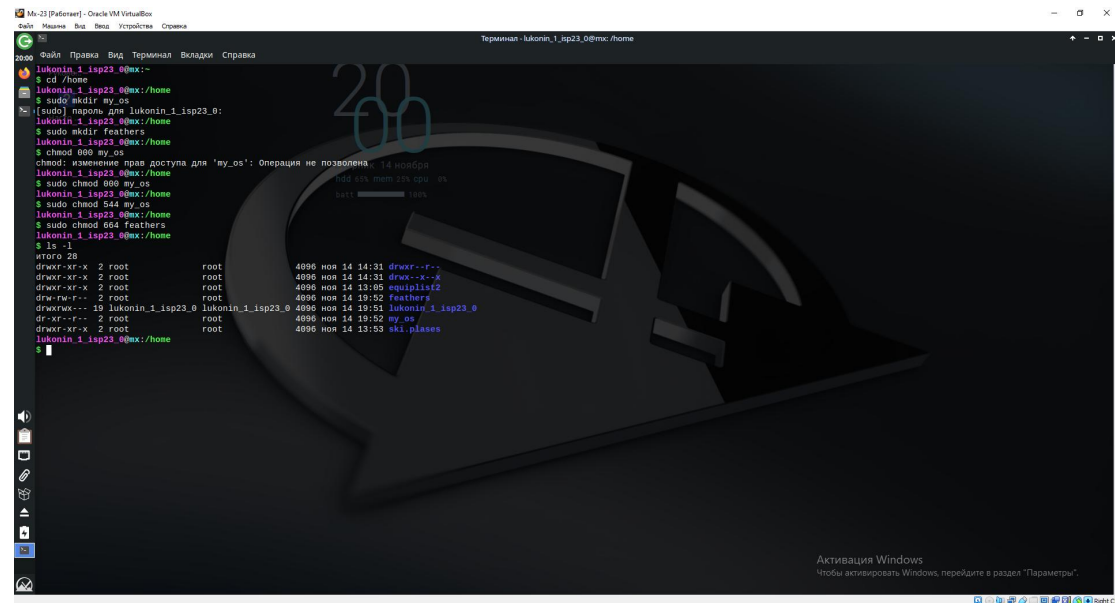 Mx-23 [Работает] - Oracle VM VirtualBox
Файл Машина Вид Ввод Устройства Справка
Терминал - lukonin_1_isp23_0@mx: /home
20:00
Файл Правка Вид Терминал Вкладки Справка
lukonin_1_isp23_0@mx:~
$ cd /home
lukonin_1_isp23_0@mx:/home
$ sudo mkdir my_os
[sudo] пароль для lukonin_1_isp23_0:
lukonin_1_isp23_0@mx:/home
$ sudo mkdir feathers
lukonin_1_isp23_0@mx:/home
$ chmod 000 my_os
chmod: изменение прав доступа для 'my_os': Операция не позволена
lukonin_1_isp23_0@mx:/home
$ sudo chmod 000 my_os
lukonin_1_isp23_0@mx:/home
$ sudo chmod 544 my_os
lukonin_1_isp23_0@mx:/home
$ sudo chmod 664 feathers
lukonin_1_isp23_0@mx:/home
$ ls -l
итого 28
drwxr-xr-x 2 root root 4096 ноя 14 14:31 drwxr--r--
drwxr-xr-x 2 root root 4096 ноя 14 14:31 drwx--x--x
drwxr-xr-x 2 root root 4096 ноя 14 13:05 equiplist2
drw-rw-r-- 2 root root 4096 ноя 14 19:52 feathers
drwxrwx--- 19 lukonin_1_isp23_0 lukonin_1_isp23_0 4096 ноя 14 19:51 lukonin_1_isp23_0
dr-xr--r-- 2 root root 4096 ноя 14 19:52 my_os
drwxr-xr-x 2 root root 4096 ноя 14 13:53 ski.plases
lukonin_1_isp23_0@mx:/home
$
20
00
14 ноября
hdd 63% mem 23% cpu 6%
batt 100%
Активация Windows
Чтобы активировать Windows, перейдите в раздел "Параметры".
Right C